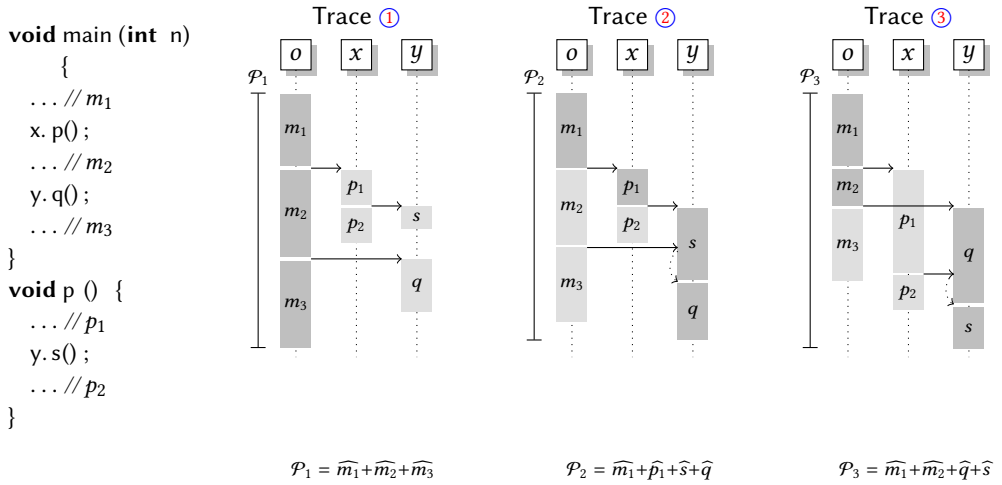 void main (int n)
{
... // m₁
x. p() ;
... // m₂
y. q() ;
... // m₃
}
void p () {
... // p₁
y. s() ;
... // p₂
}
Trace ①
o x y
𝒫₁
m₁
p₁
m₂ s
p₂
q
m₃
𝒫₁ = m̂₁+m̂₂+m̂₃
Trace ②
o x y
𝒫₂
m₁
p₁
m₂
p₂ s
m₃
q
𝒫₂ = m̂₁+p̂₁+ŝ+q̂
Trace ③
o x y
𝒫₃
m₁
m₂
p₁
m₃ q
p₂
s
𝒫₃ = m̂₁+m̂₂+q̂+ŝ